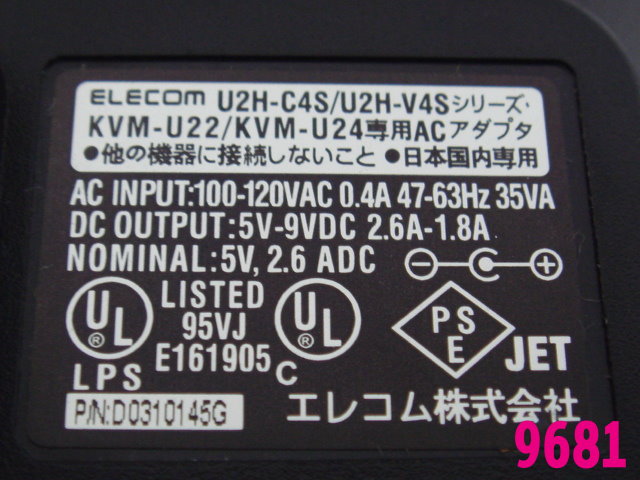 ELECOM U2H-C4S/U2H-V4Sシリーズ・
KVM-U22/KVM-U24専用ACアダプタ
●他の機器に接続しないこと ●日本国内専用
AC INPUT:100-120VAC 0.4A 47-63Hz 35VA
DC OUTPUT:5V-9VDC 2.6A-1.8A
NOMINAL:5V, 2.6 ADC
UL ® LISTED
95VJ
E161905
LPS
C UL ®
PSE
JET
P/N:D0310145G
エレコム株式会社
9681